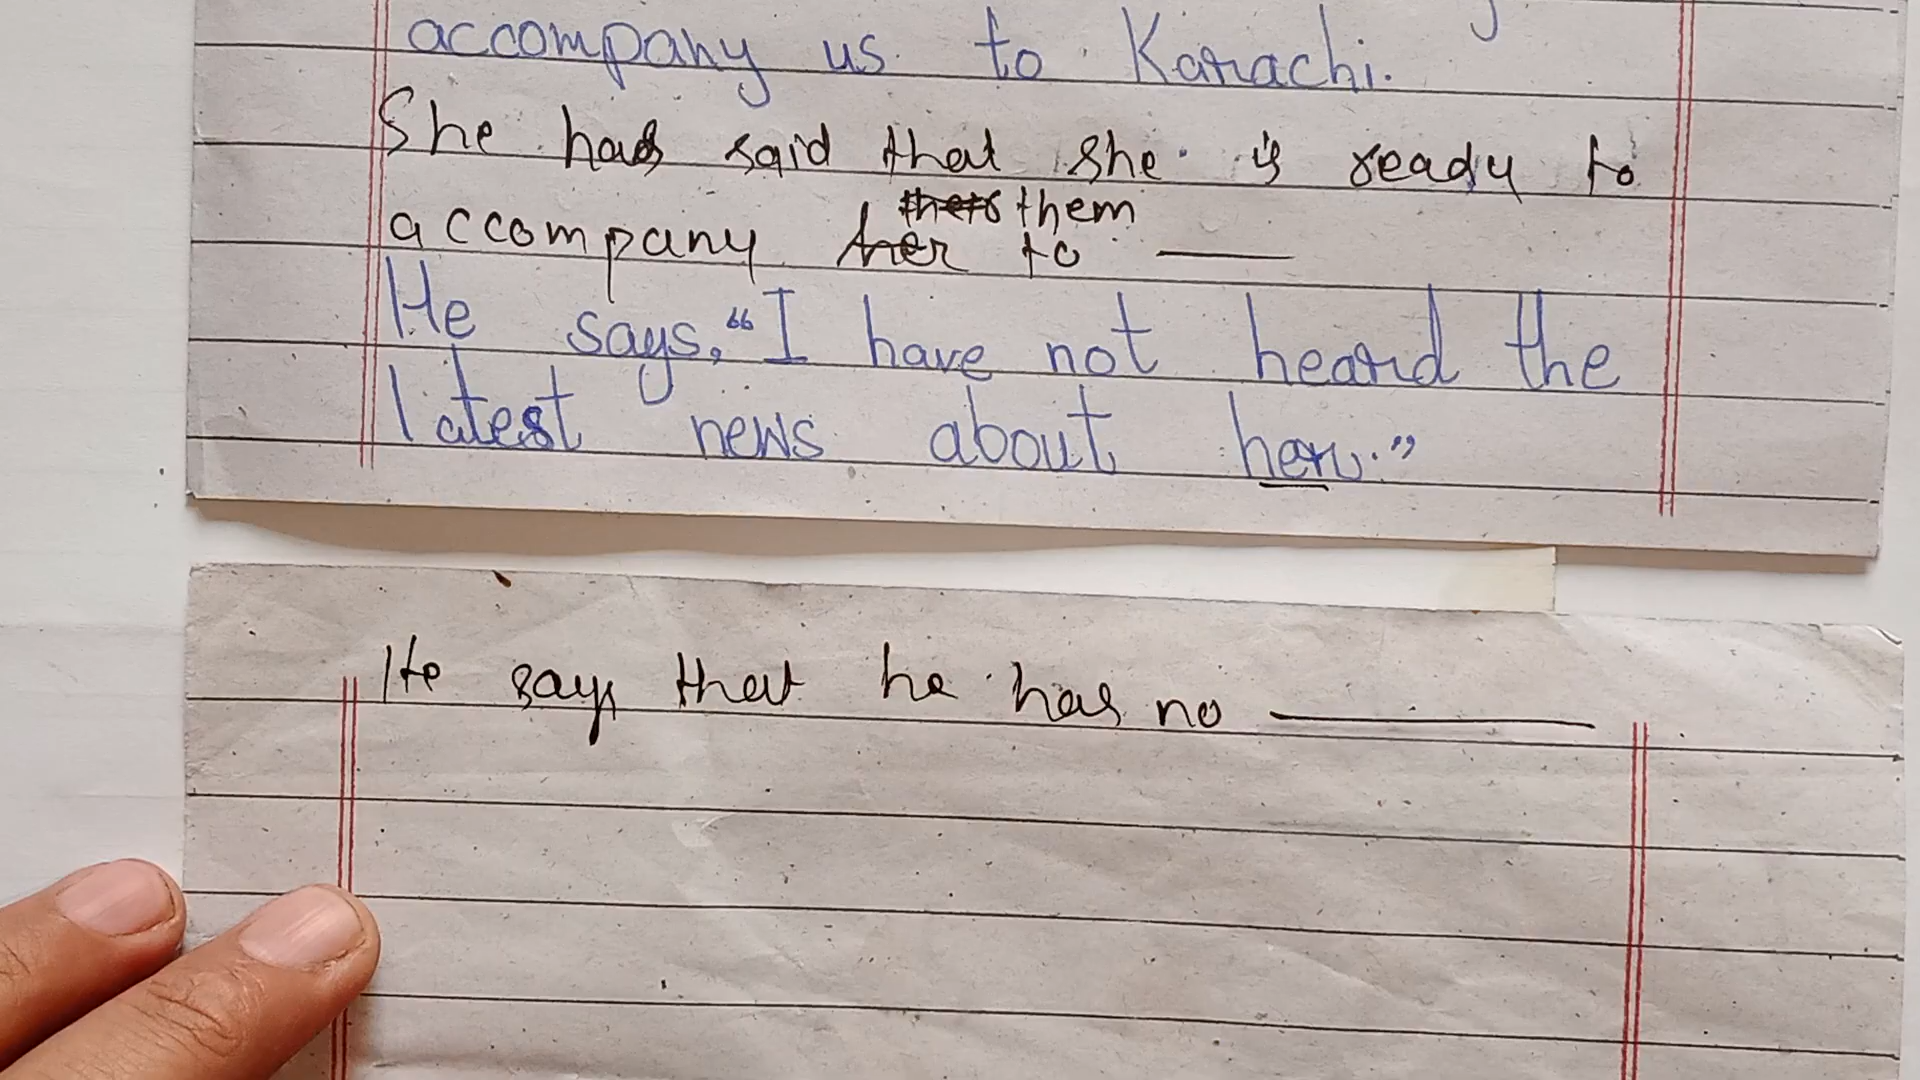 accompany us to Karachi.
She has said that she is ready to
thers them
accompany her to ——
He says, "I have not heard the
latest news about her."
He says that he has no ————